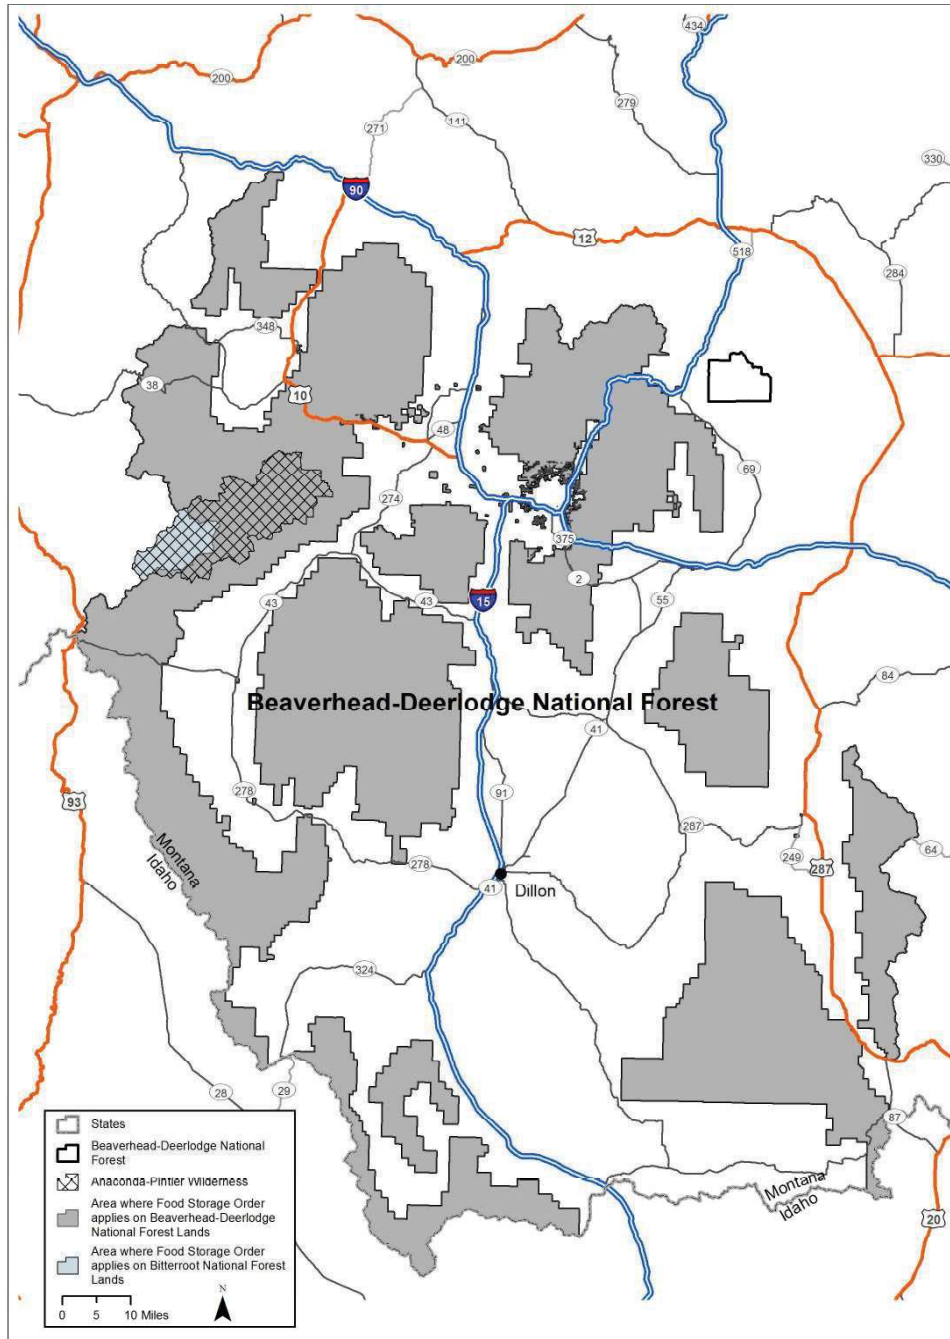 434
200
200
279
271
141
330
90
12
518
284
348
38
10
48
69
274
375
2
43
43
15
55
84
Beaverhead-Deerlodge National Forest
41
278
91
93
287
Montana
Idaho
249
64
278
287
41
Dillon
324
28
29
87
Montana
Idaho
20
States
Beaverhead-Deerlodge National
Forest
Anaconda-Pintler Wilderness
Area where Food Storage Order
applies on Beaverhead-Deerlodge
National Forest Lands
Area where Food Storage Order
applies on Bitterroot National Forest
Lands
N
0 5 10 Miles